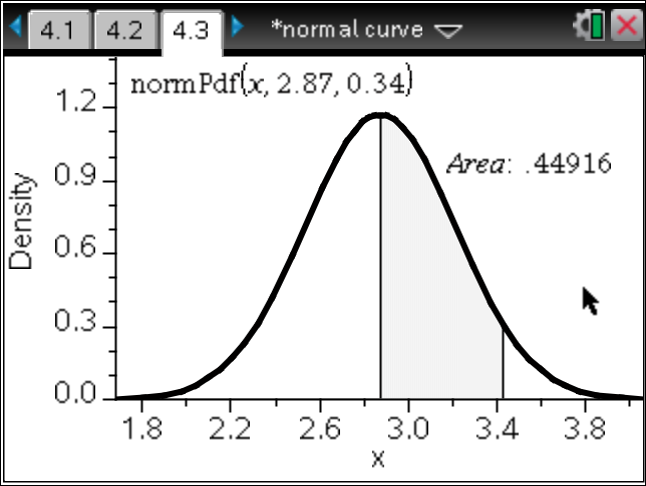 4.1 4.2 4.3 *normal curve
normPdf(x, 2.87, 0.34)
Area: .44916
Density
1.2
0.9
0.6
0.3
0.0
1.8 2.2 2.6 3.0 3.4 3.8
x